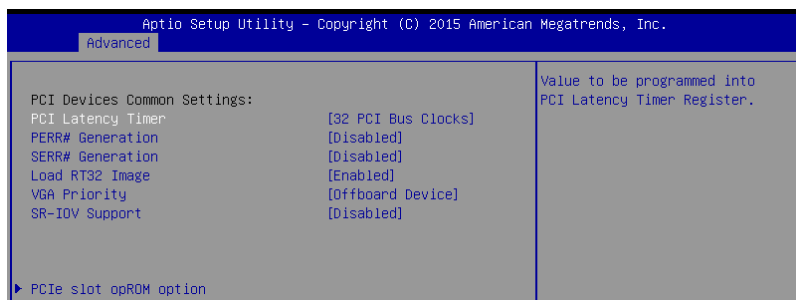 Aptio Setup Utility – Copyright (C) 2015 American Megatrends, Inc.
Advanced
PCI Devices Common Settings:
PCI Latency Timer [32 PCI Bus Clocks]
PERR# Generation [Disabled]
SERR# Generation [Disabled]
Load RT32 Image [Enabled]
VGA Priority [Offboard Device]
SR-IOV Support [Disabled]
PCIe slot opROM option
Value to be programmed into
PCI Latency Timer Register.